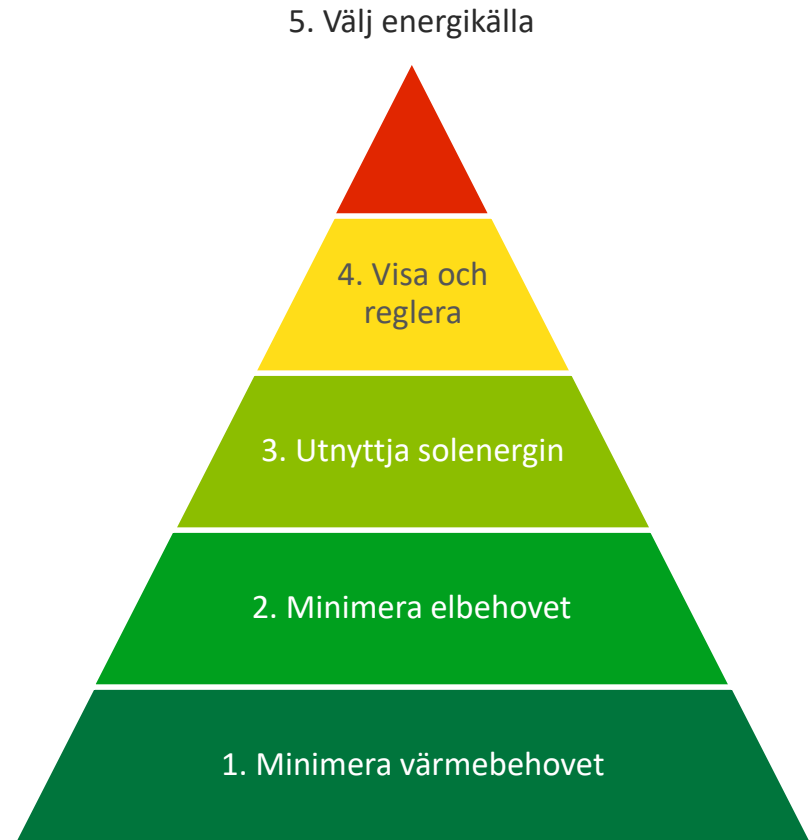 5. Välj energikälla
4. Visa och
reglera
3. Utnyttja solenergin
2. Minimera elbehovet
1. Minimera värmebehovet